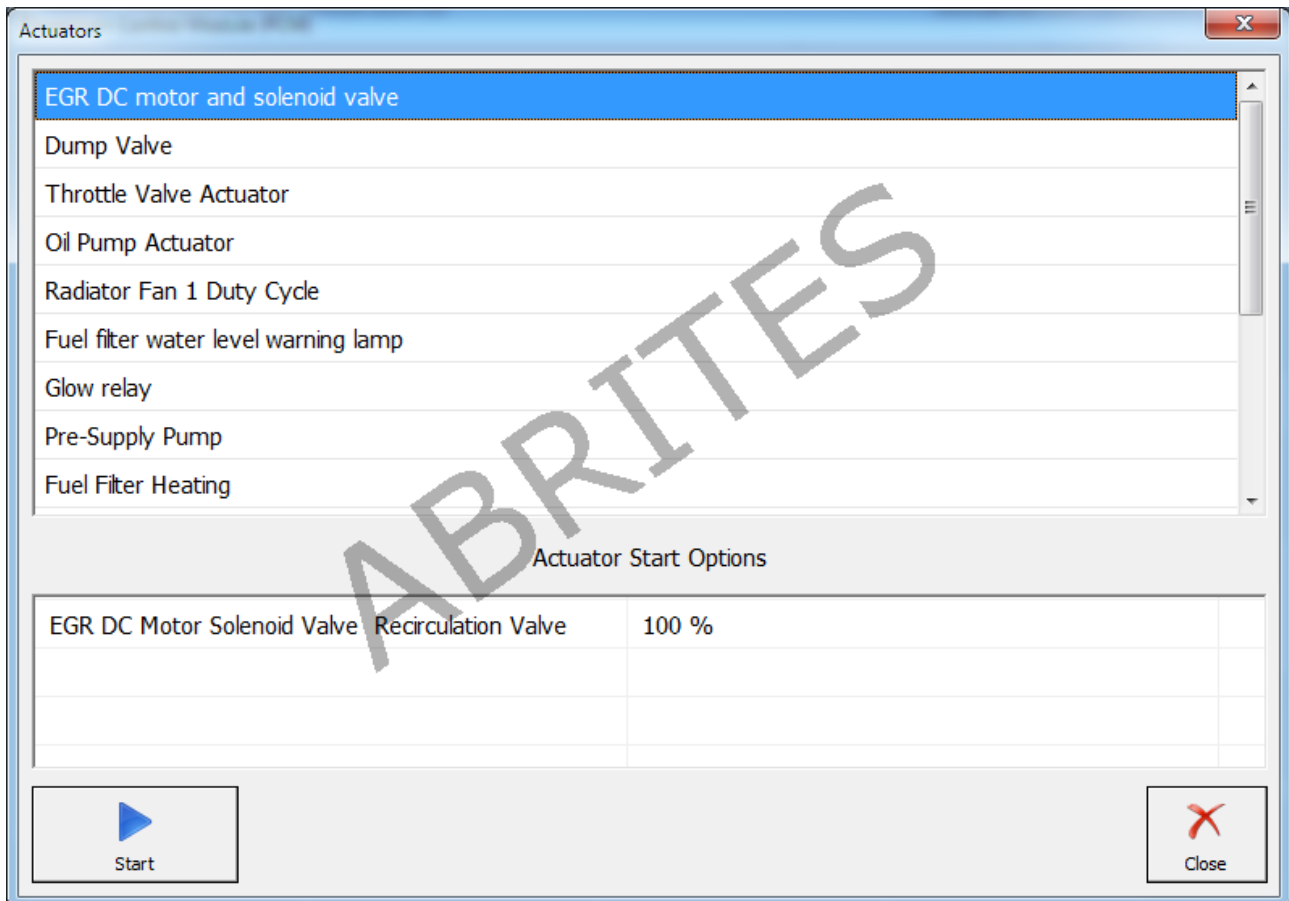 Actuators
EGR DC motor and solenoid valve
Dump Valve
Throttle Valve Actuator
Oil Pump Actuator
Radiator Fan 1 Duty Cycle
Fuel filter water level warning lamp
Glow relay
Pre-Supply Pump
Fuel Filter Heating
ABRITES
Actuator Start Options
EGR DC Motor Solenoid Valve Recirculation Valve 100 %
Start
Close